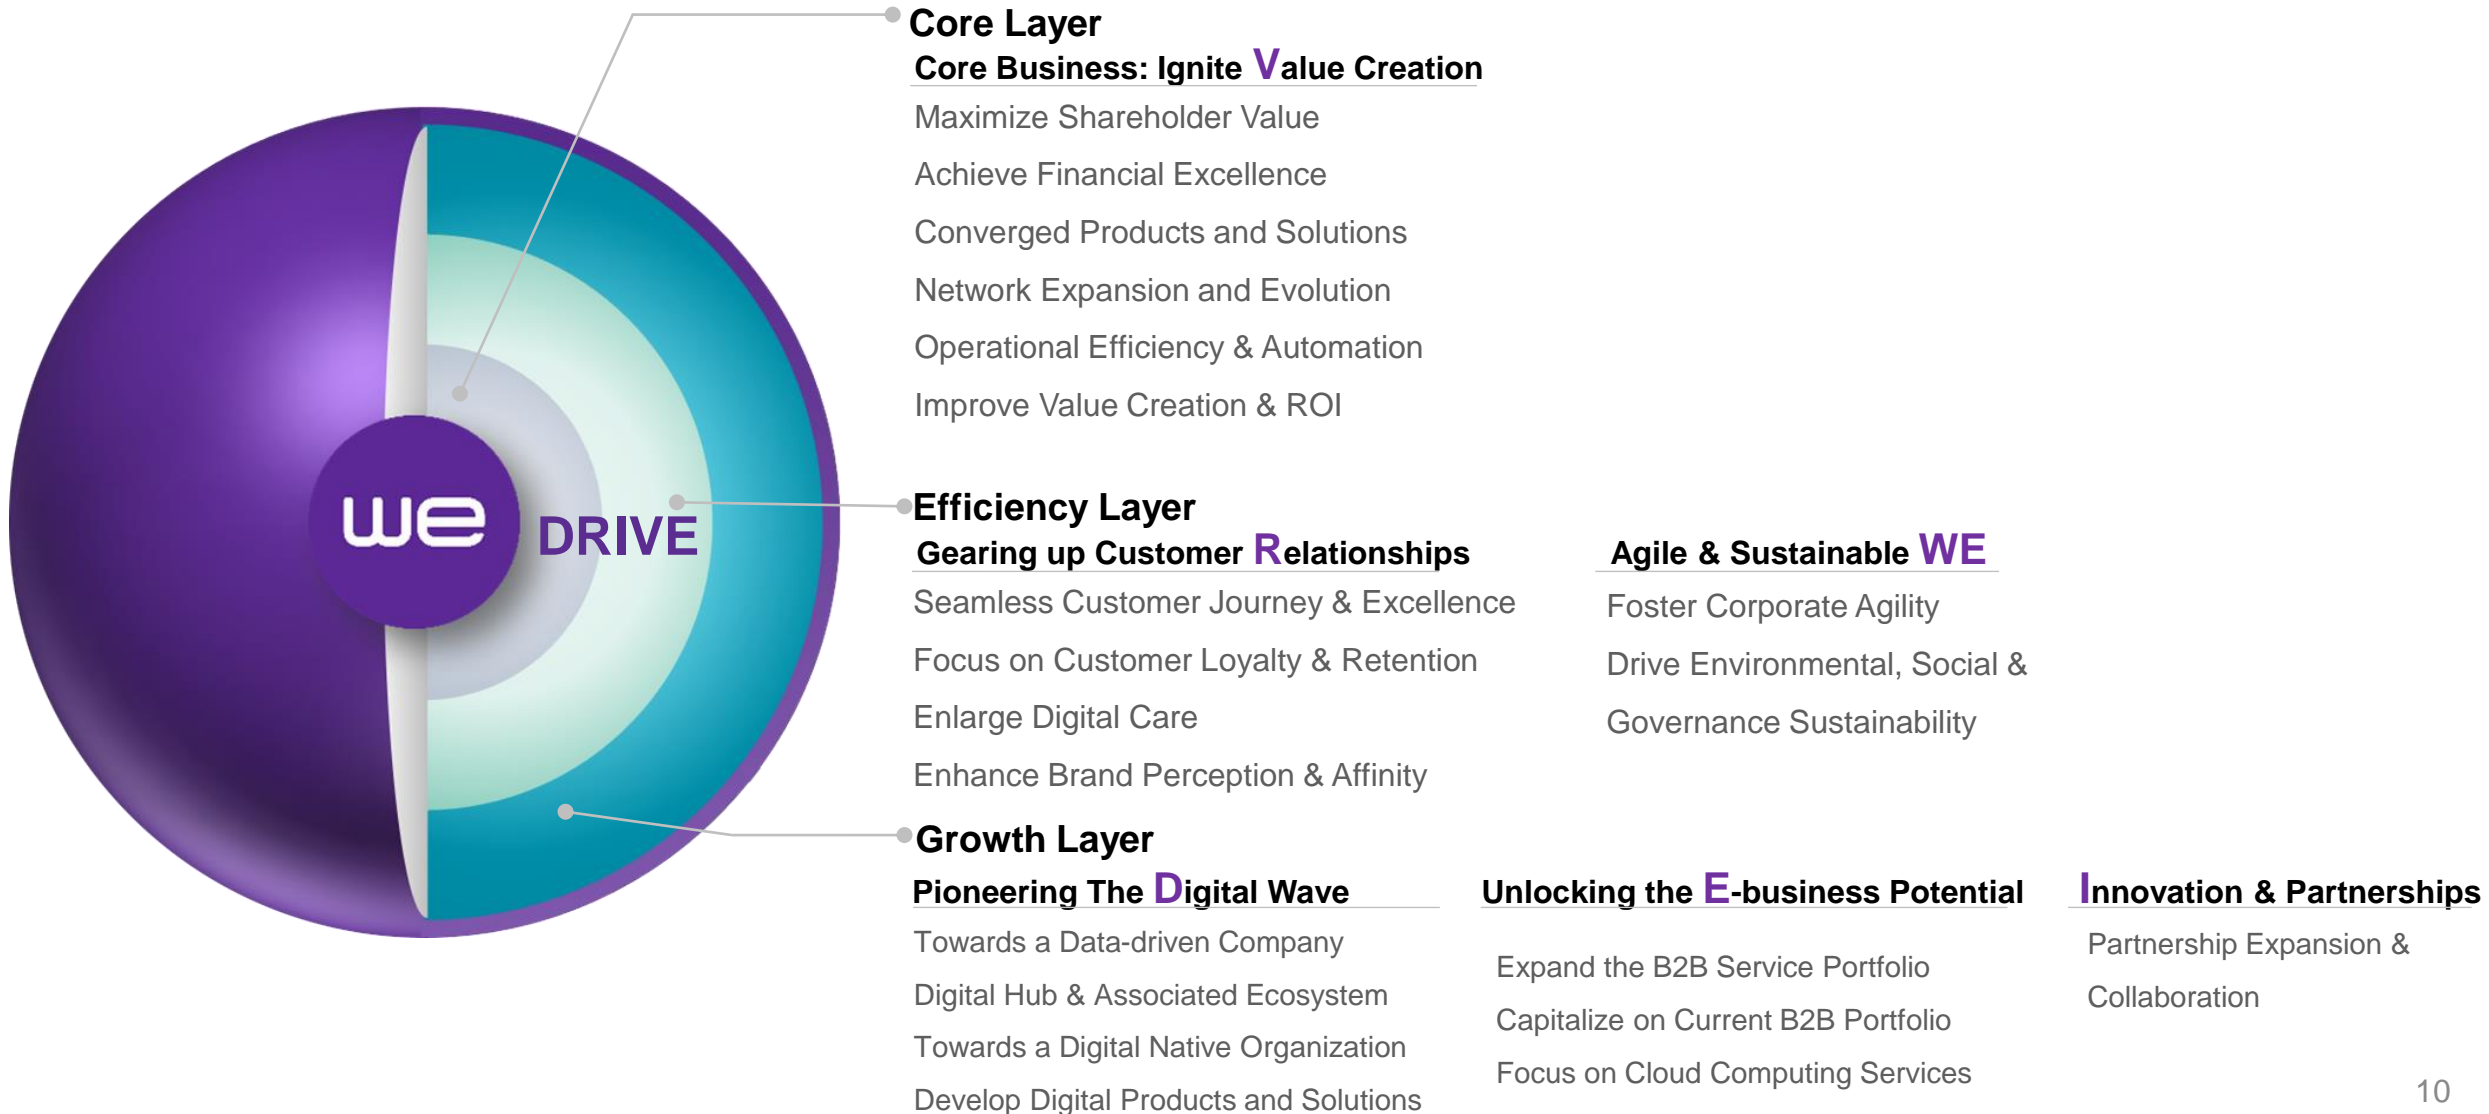 Core Layer
Core Business: Ignite Value Creation
Maximize Shareholder Value
Achieve Financial Excellence
Converged Products and Solutions
Network Expansion and Evolution
Operational Efficiency & Automation
Improve Value Creation & ROI
we
DRIVE
Efficiency Layer
Gearing up Customer Relationships
Seamless Customer Journey & Excellence
Focus on Customer Loyalty & Retention
Enlarge Digital Care
Enhance Brand Perception & Affinity
Agile & Sustainable WE
Foster Corporate Agility
Drive Environmental, Social &
Governance Sustainability
Growth Layer
Pioneering The Digital Wave
Towards a Data-driven Company
Digital Hub & Associated Ecosystem
Towards a Digital Native Organization
Develop Digital Products and Solutions
Unlocking the E-business Potential
Expand the B2B Service Portfolio
Capitalize on Current B2B Portfolio
Focus on Cloud Computing Services
Innovation & Partnerships
Partnership Expansion &
Collaboration
10